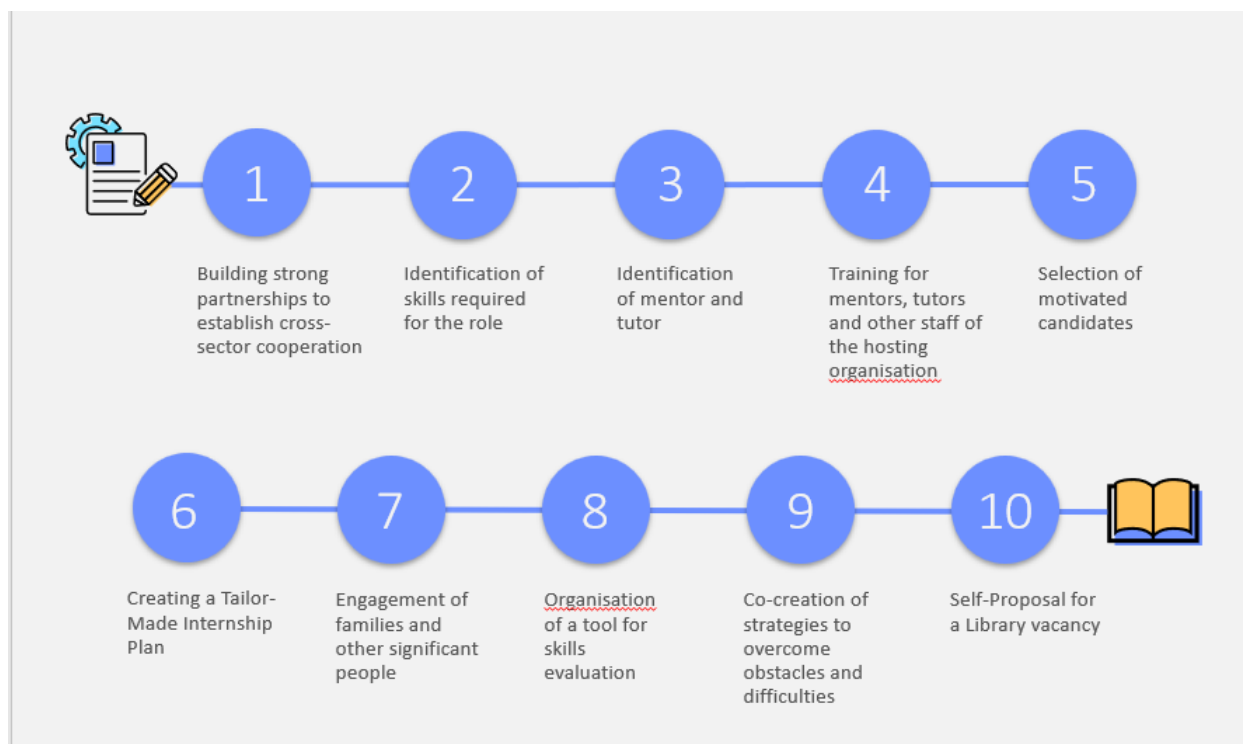 1
2
3
4
5
Building strong
partnerships to
establish cross-
sector cooperation
Identification of
skills required
for the role
Identification
of mentor and
tutor
Training for
mentors, tutors
and other staff of
the hosting
organisation
Selection of
motivated
candidates
6
7
8
9
10
Creating a Tailor-
Made Internship
Plan
Engagement of
families and
other significant
people
Organisation
of a tool for
skills
evaluation
Co-creation of
strategies to
overcome
obstacles and
difficulties
Self-Proposal for
a Library vacancy